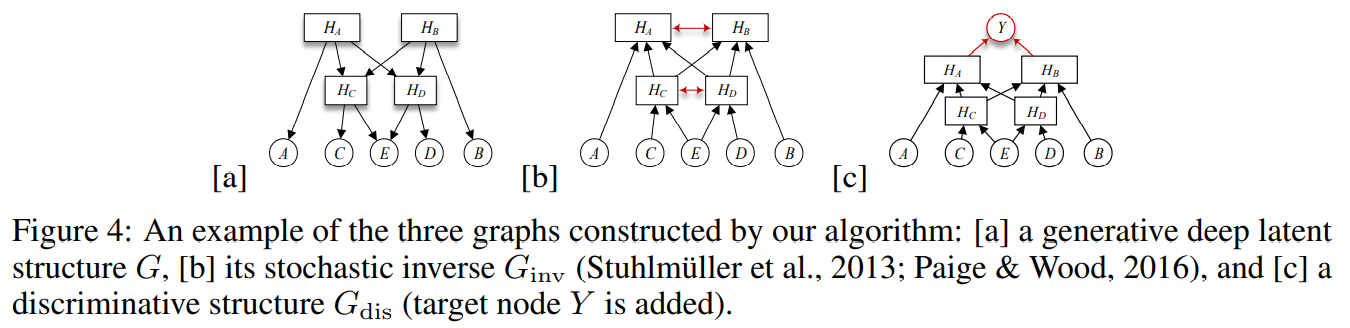 H_A H_B H_A H_B Y
H_A H_B
H_C H_D H_C H_D
H_C H_D
A C E D B A C E D B A C E D B
[a] [b] [c]
Figure 4: An example of the three graphs constructed by our algorithm: [a] a generative deep latent
structure G, [b] its stochastic inverse G_inv (Stuhlmüller et al., 2013; Paige & Wood, 2016), and [c] a
discriminative structure G_dis (target node Y is added).